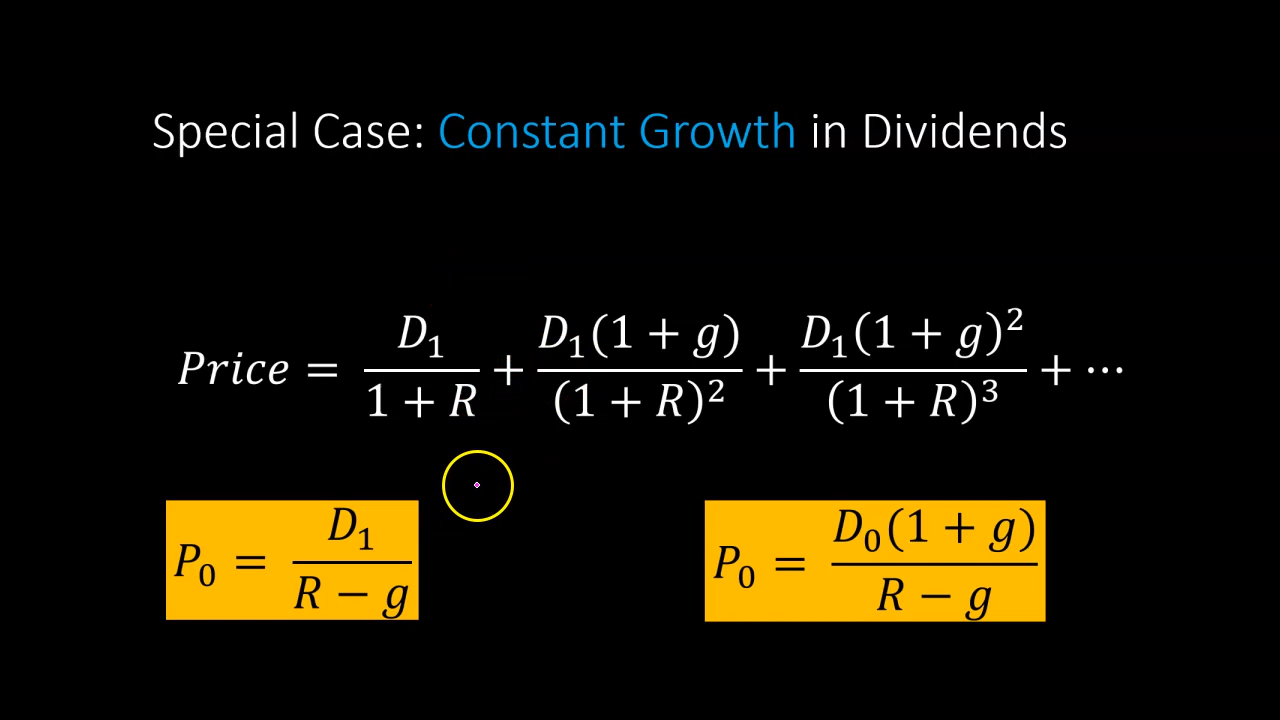 Special Case: Constant Growth in Dividends
Price = D₁/(1 + R) + D₁(1 + g)/(1 + R)² + D₁(1 + g)²/(1 + R)³ + ⋯
P₀ = D₁/(R − g)
P₀ = D₀(1 + g)/(R − g)